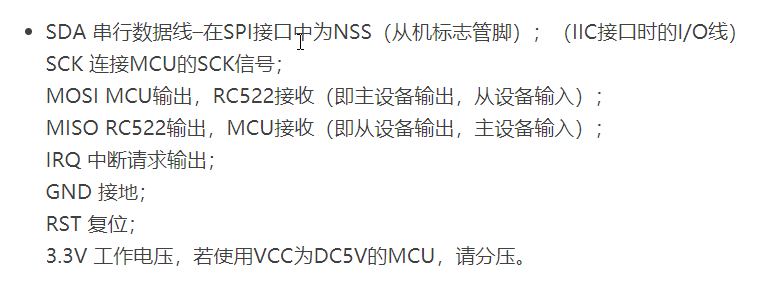 SDA 串行数据线–在SPI接口中为NSS（从机标志管脚）；（IIC接口时的I/O线）
SCK 连接MCU的SCK信号；
MOSI MCU输出，RC522接收（即主设备输出，从设备输入）；
MISO RC522输出，MCU接收（即从设备输出，主设备输入）；
IRQ 中断请求输出；
GND 接地；
RST 复位；
3.3V 工作电压，若使用VCC为DC5V的MCU，请分压。